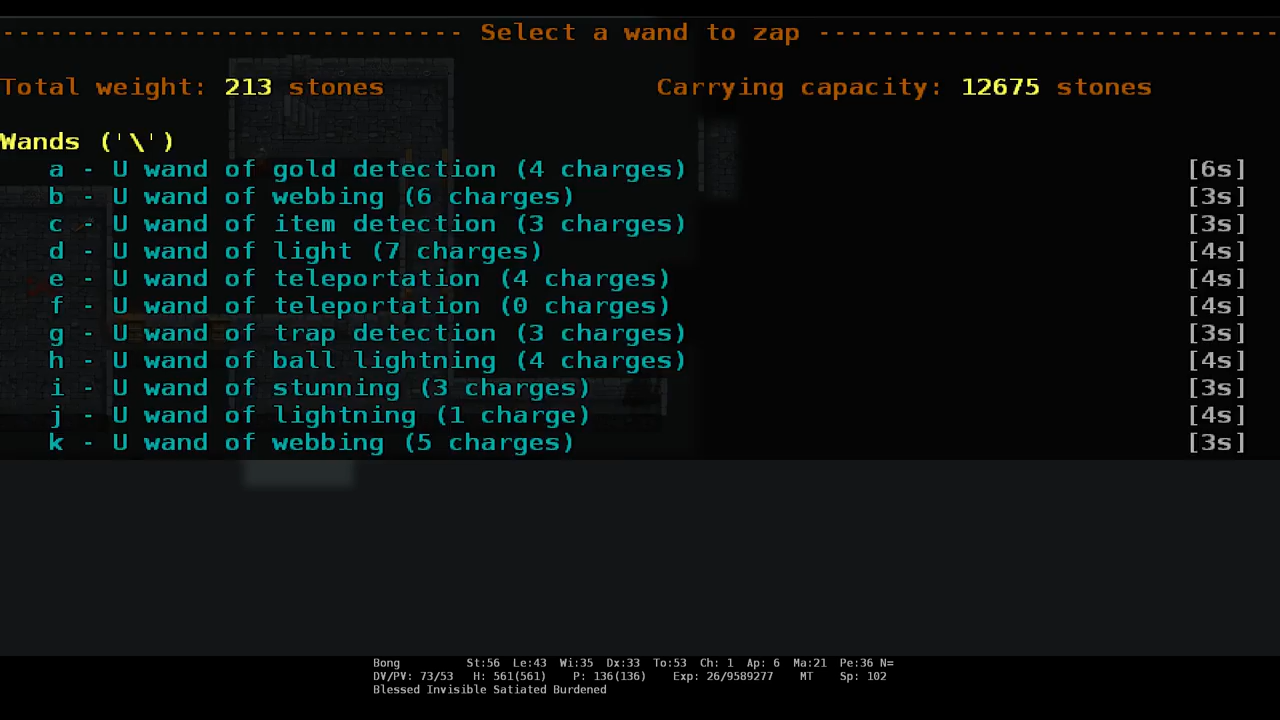 ----------------------------- Select a wand to zap -----------------------------
Total weight: 213 stones Carrying capacity: 12675 stones
Wands ('\')
a - U wand of gold detection (4 charges) [6s]
b - U wand of webbing (6 charges) [3s]
c - U wand of item detection (3 charges) [3s]
d - U wand of light (7 charges) [4s]
e - U wand of teleportation (4 charges) [4s]
f - U wand of teleportation (0 charges) [4s]
g - U wand of trap detection (3 charges) [3s]
h - U wand of ball lightning (4 charges) [4s]
i - U wand of stunning (3 charges) [3s]
j - U wand of lightning (1 charge) [4s]
k - U wand of webbing (5 charges) [3s]
Bong St:56 Le:43 Wi:35 Dx:33 To:53 Ch: 1 Ap: 6 Ma:21 Pe:36 N=
DV/PV: 73/53 H: 561(561) P: 136(136) Exp: 26/9589277 MT Sp: 102
Blessed Invisible Satiated Burdened